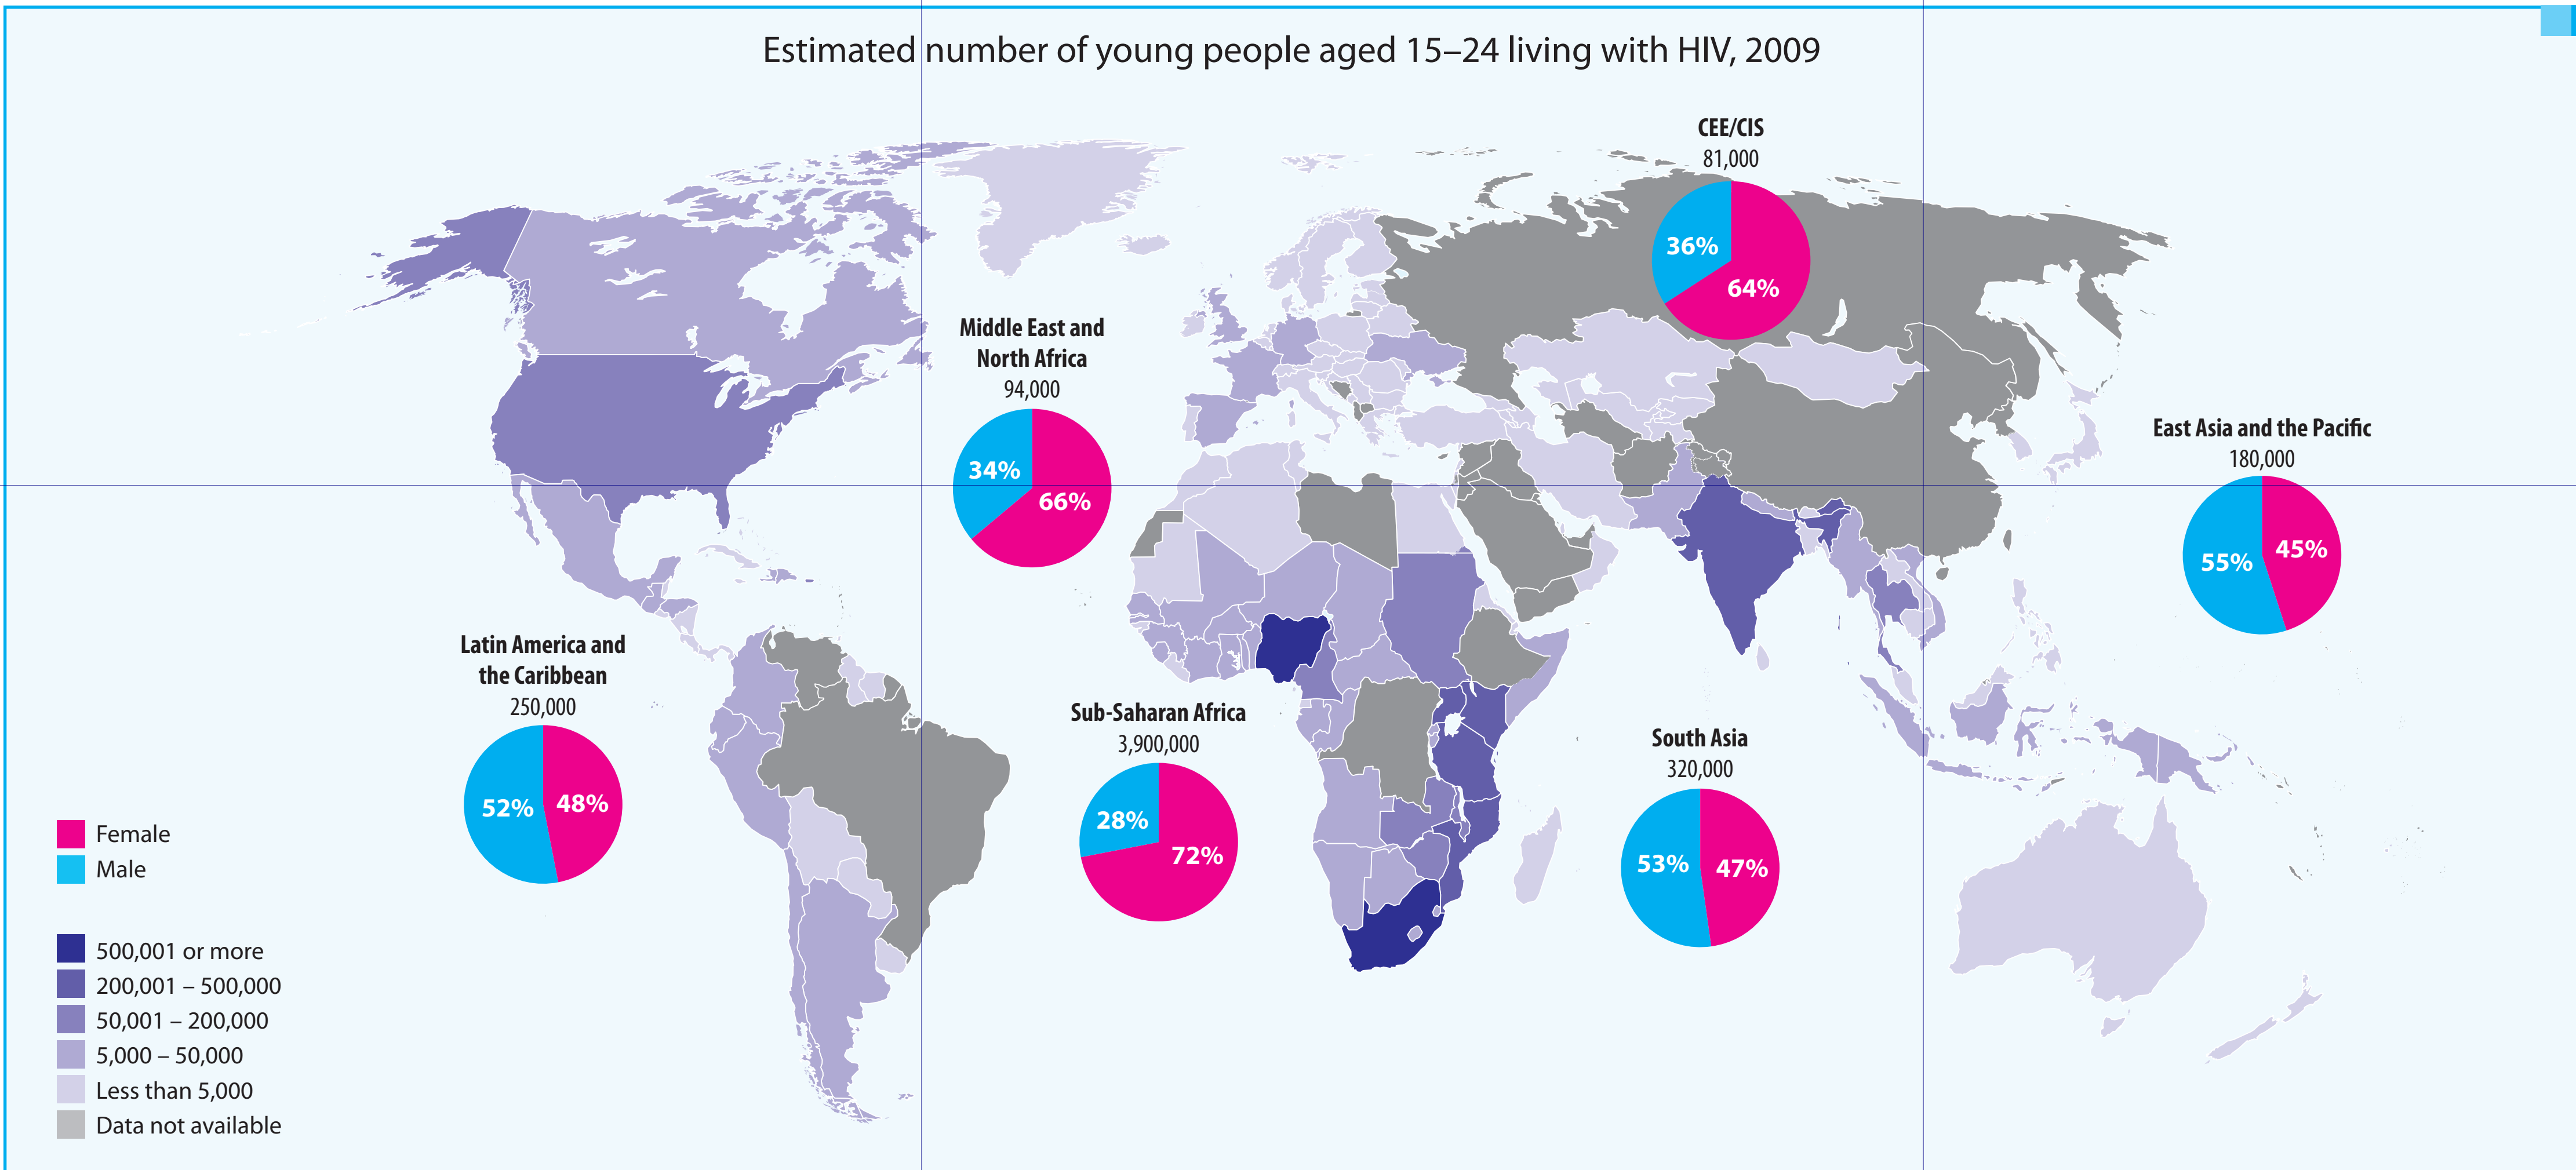 Estimated number of young people aged 15–24 living with HIV, 2009
CEE/CIS
81,000
36%
64%
Middle East and
North Africa
94,000
34%
66%
East Asia and the Pacific
180,000
55%
45%
Latin America and
the Caribbean
250,000
52%
48%
Sub-Saharan Africa
3,900,000
28%
72%
South Asia
320,000
53%
47%
Female
Male
500,001 or more
200,001 – 500,000
50,001 – 200,000
5,000 – 50,000
Less than 5,000
Data not available